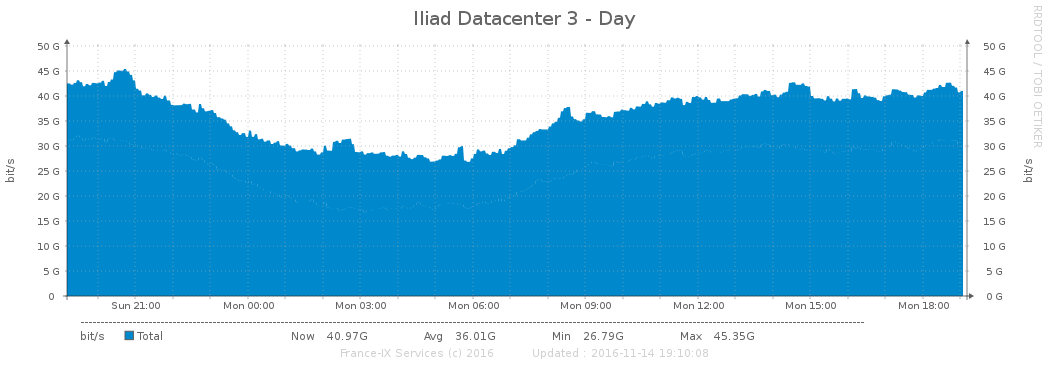 Iliad Datacenter 3 - Day
RRDTOOL / TOBI OETIKER
bit/s
bit/s
50 G 50 G
45 G 45 G
40 G 40 G
35 G 35 G
30 G 30 G
25 G 25 G
20 G 20 G
15 G 15 G
10 G 10 G
5 G 5 G
0 0 G
Sun 21:00 Mon 00:00 Mon 03:00 Mon 06:00 Mon 09:00 Mon 12:00 Mon 15:00 Mon 18:00
bit/s Total Now 40.97G Avg 36.01G Min 26.79G Max 45.35G
France-IX Services (c) 2016 Updated : 2016-11-14 19:10:08